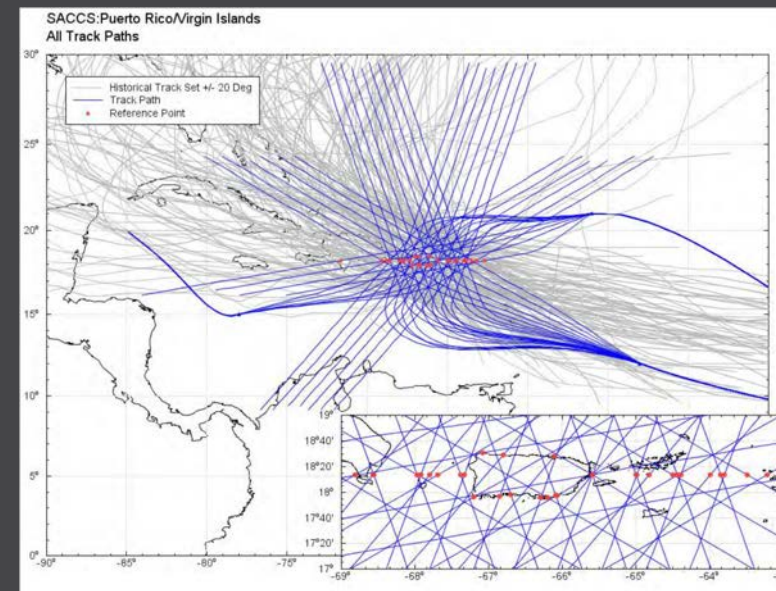 SACCS:Puerto Rico/Virgin Islands
All Track Paths
Historical Track Set +/- 20 Deg
Track Path
Reference Point
30°
25°
20°
15°
10°
5°
0°
-90° -85° -80° -75°
19°
18°40'
18°20'
18°
17°40'
17°20'
17°
-69° -68° -67° -66° -65° -64°